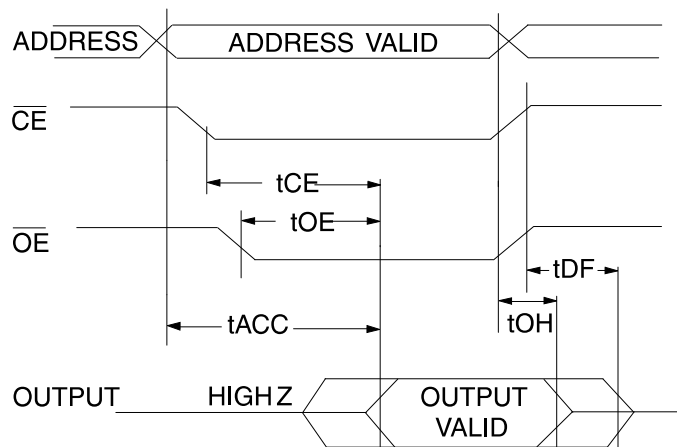 ADDRESS
ADDRESS VALID
CE
tCE
tOE
OE
tDF
tACC
tOH
OUTPUT
HIGH Z
OUTPUT
VALID